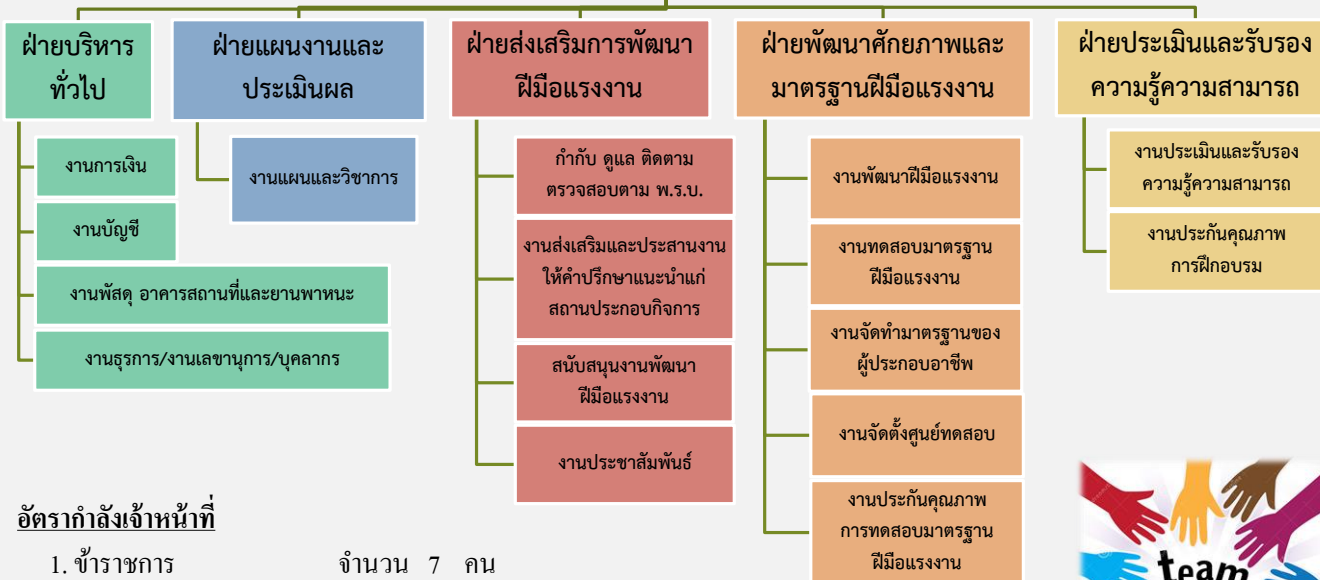 ฝ่ายบริหาร
ทั่วไป
งานการเงิน
งานบัญชี
งานพัสดุ อาคารสถานที่และยานพาหนะ
งานธุรการ/งานเลขานุการ/บุคลากร
ฝ่ายแผนงานและ
ประเมินผล
งานแผนและวิชาการ
ฝ่ายส่งเสริมการพัฒนา
ฝีมือแรงงาน
กำกับ ดูแล ติดตาม
ตรวจสอบตาม พ.ร.บ.
งานส่งเสริมและประสานงาน
ให้คำปรึกษาแนะนำแก่
สถานประกอบกิจการ
สนับสนุนงานพัฒนา
ฝีมือแรงงาน
งานประชาสัมพันธ์
ฝ่ายพัฒนาศักยภาพและ
มาตรฐานฝีมือแรงงาน
งานพัฒนาฝีมือแรงงาน
งานทดสอบมาตรฐาน
ฝีมือแรงงาน
งานจัดทำมาตรฐานของ
ผู้ประกอบอาชีพ
งานจัดตั้งศูนย์ทดสอบ
งานประกันคุณภาพ
การทดสอบมาตรฐาน
ฝีมือแรงงาน
ฝ่ายประเมินและรับรอง
ความรู้ความสามารถ
งานประเมินและรับรอง
ความรู้ความสามารถ
งานประกันคุณภาพ
การฝึกอบรม
อัตรากำลังเจ้าหน้าที่
1. ข้าราชการ จำนวน 7 คน
team